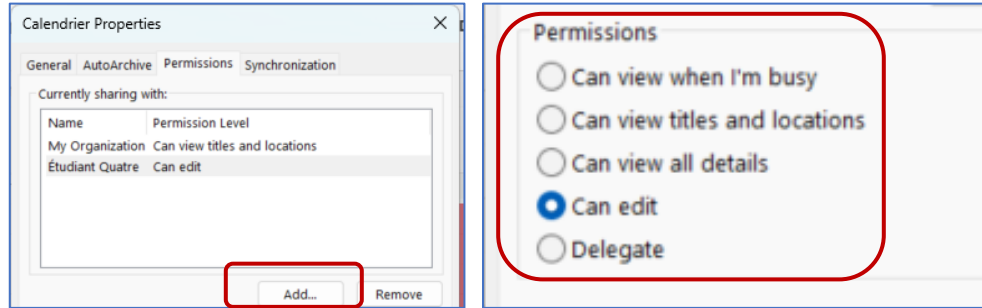 Calendrier Properties
General AutoArchive Permissions Synchronization
Currently sharing with:
Name Permission Level
My Organization Can view titles and locations
Étudiant Quatre Can edit
Add... Remove
Permissions
Can view when I'm busy
Can view titles and locations
Can view all details
Can edit
Delegate